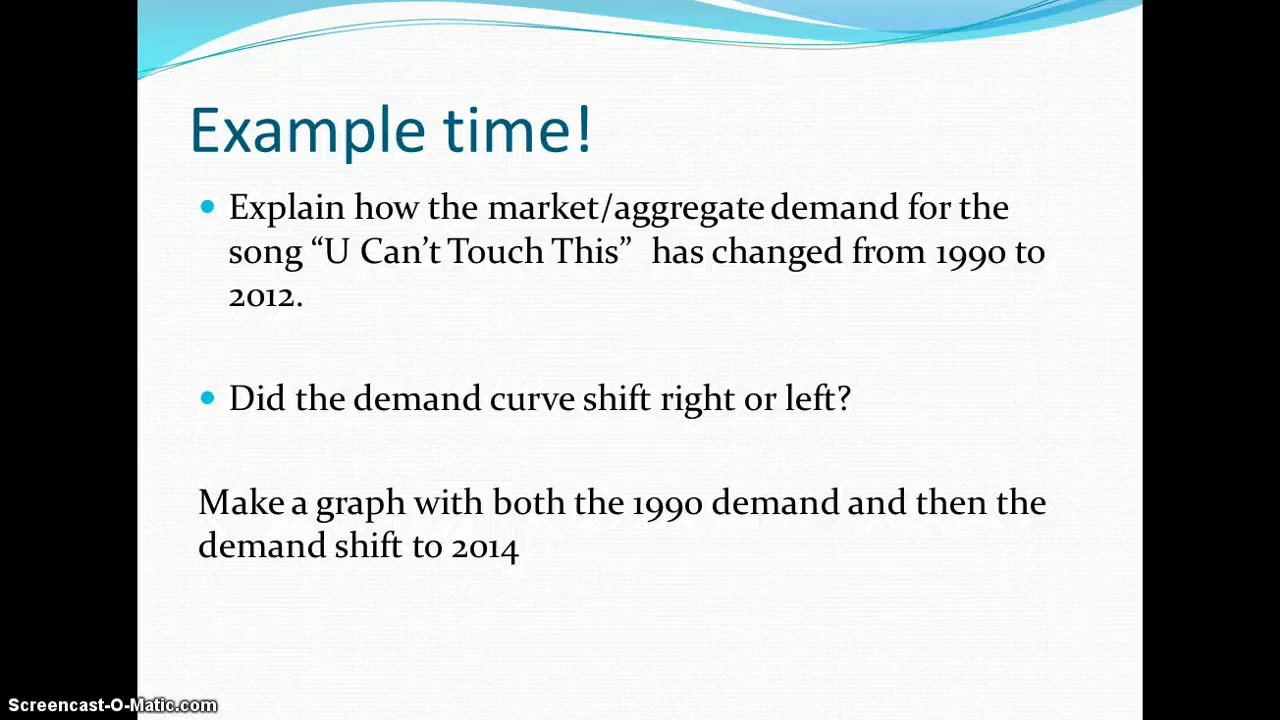 Example time!
Explain how the market/aggregate demand for the
song “U Can’t Touch This” has changed from 1990 to
2012.
Did the demand curve shift right or left?
Make a graph with both the 1990 demand and then the
demand shift to 2014
Screencast-O-Matic.com